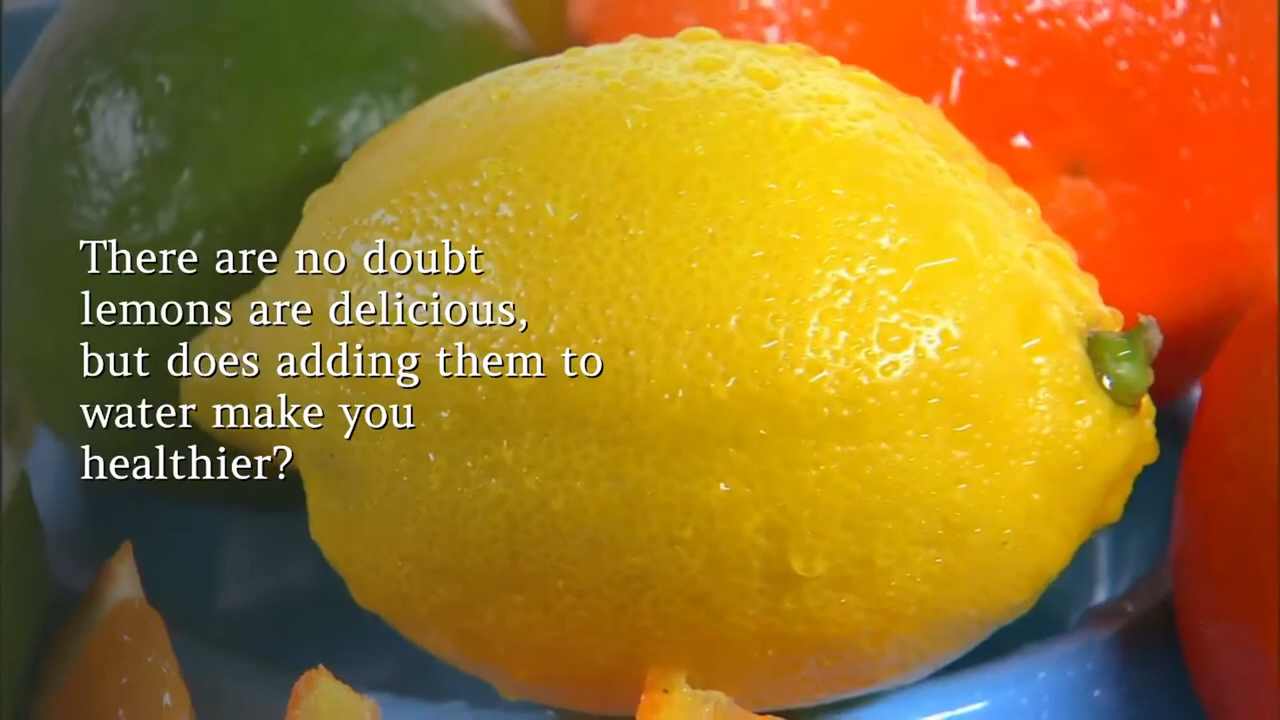 There are no doubt
lemons are delicious,
but does adding them to
water make you
healthier?